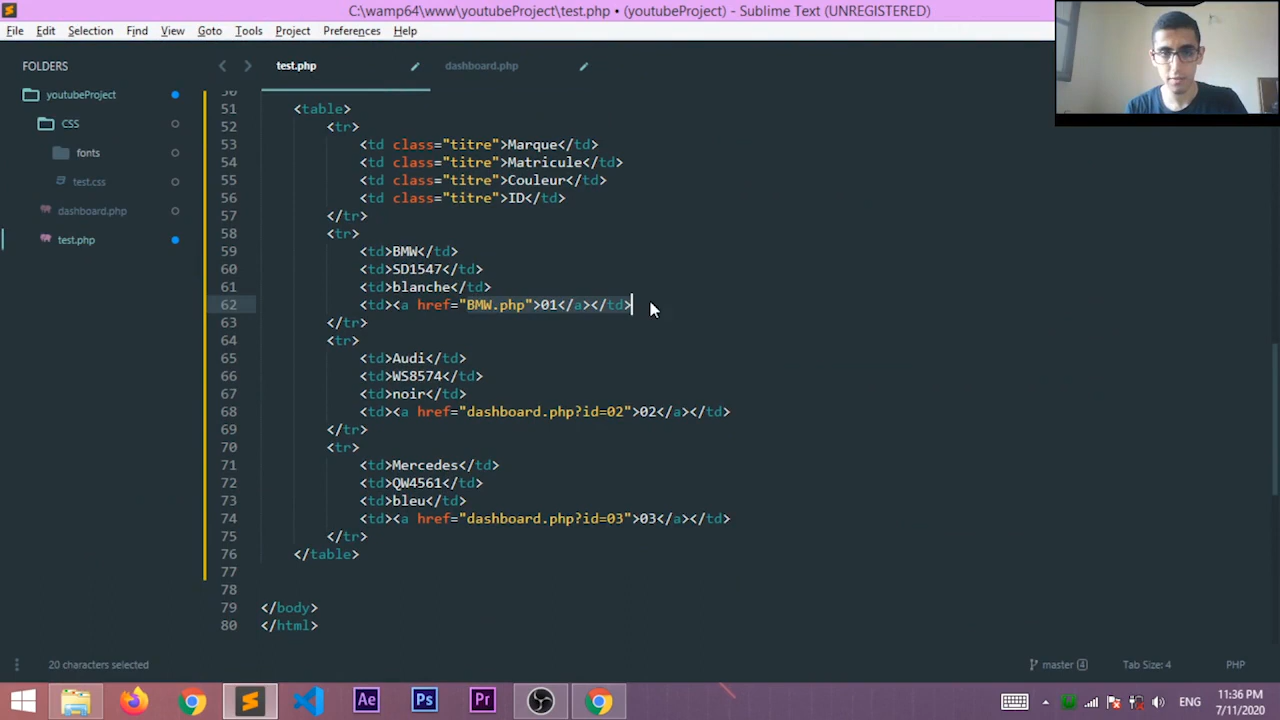 C:\wamp64\www\youtubeProject\test.php • (youtubeProject) - Sublime Text (UNREGISTERED)
File Edit Selection Find View Goto Tools Project Preferences Help
FOLDERS
youtubeProject
CSS
fonts
test.css
dashboard.php
test.php
test.php dashboard.php
51 <table>
52 <tr>
53 <td class="titre">Marque</td>
54 <td class="titre">Matricule</td>
55 <td class="titre">Couleur</td>
56 <td class="titre">ID</td>
57 </tr>
58 <tr>
59 <td>BMW</td>
60 <td>SD1547</td>
61 <td>blanche</td>
62 <td><a href="BMW.php">01</a></td>
63 </tr>
64 <tr>
65 <td>Audi</td>
66 <td>WS8574</td>
67 <td>noir</td>
68 <td><a href="dashboard.php?id=02">02</a></td>
69 </tr>
70 <tr>
71 <td>Mercedes</td>
72 <td>QW4561</td>
73 <td>bleu</td>
74 <td><a href="dashboard.php?id=03">03</a></td>
75 </tr>
76 </table>
77
78
79 </body>
80 </html>
20 characters selected master 4 Tab Size: 4 PHP
Ae Ps Pr ENG 11:36 PM
7/11/2020